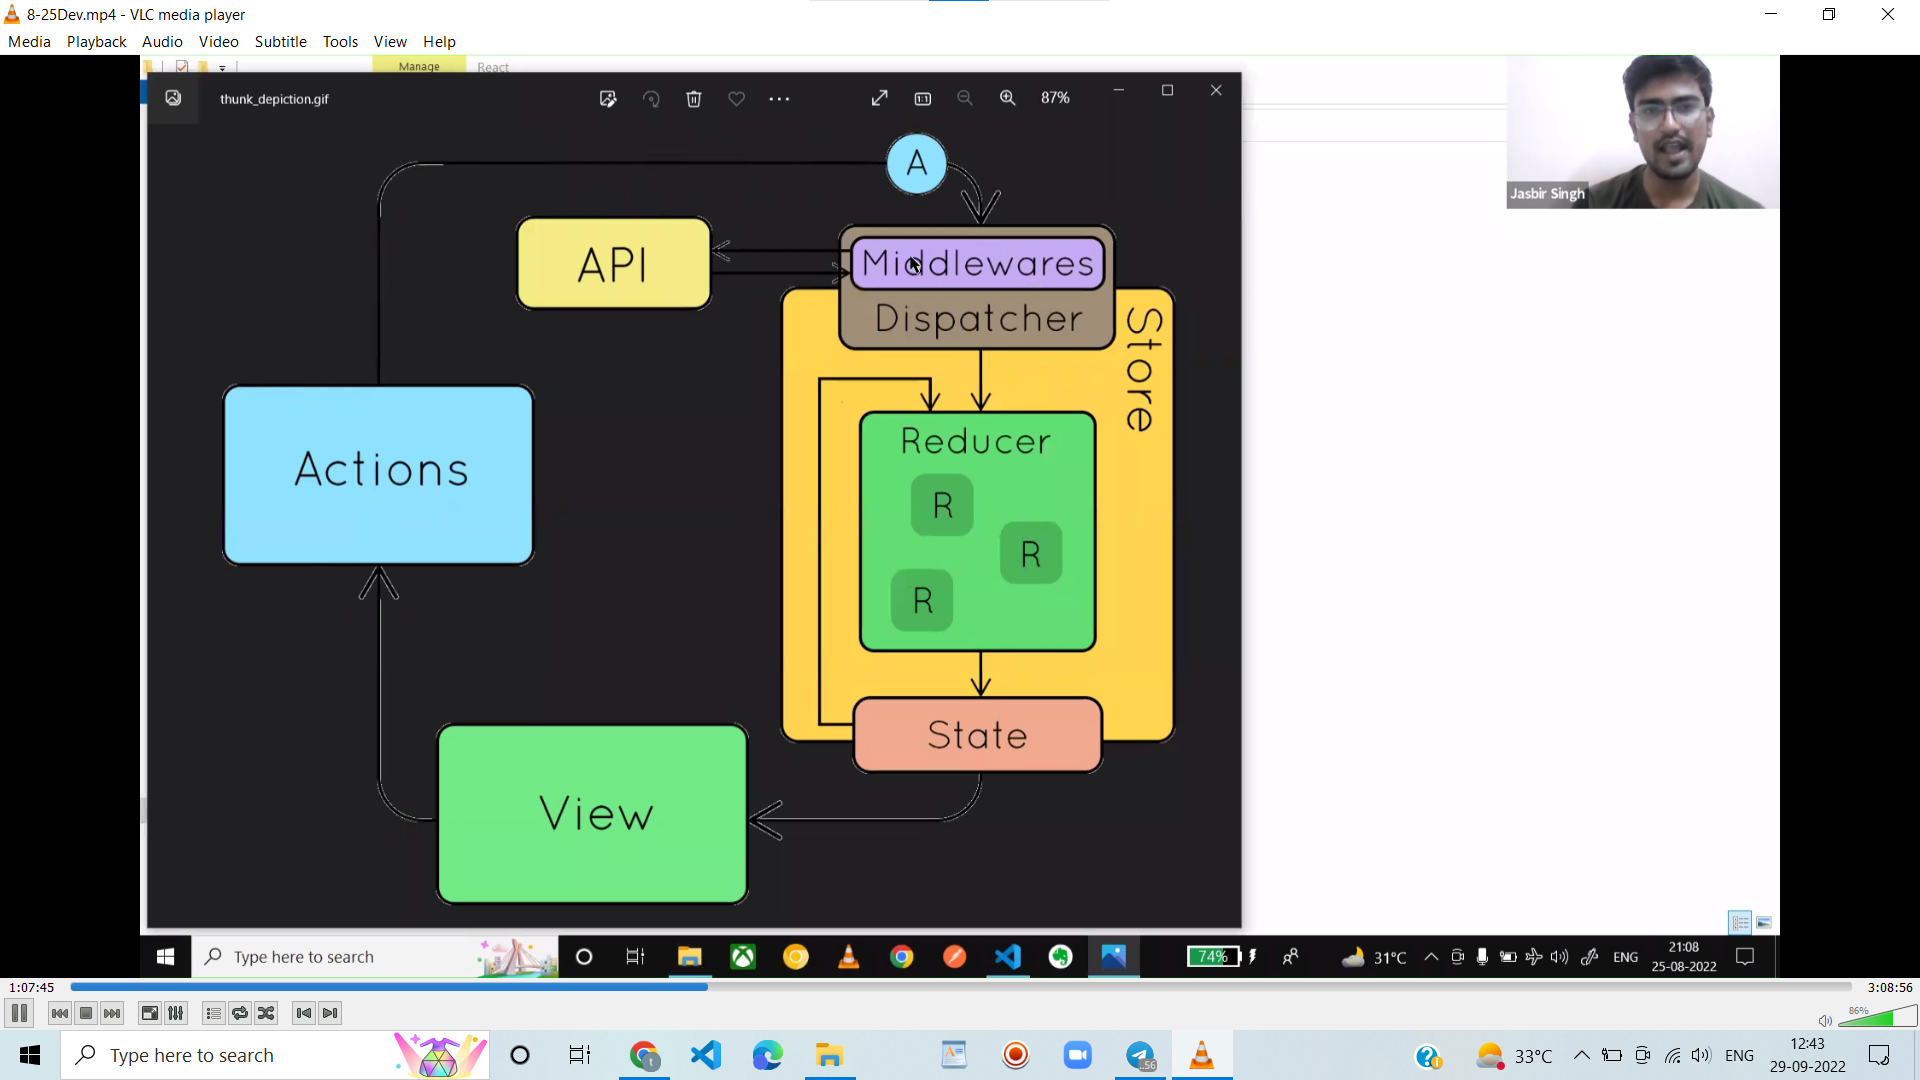 8-25Dev.mp4 - VLC media player
Media Playback Audio Video Subtitle Tools View Help
Manage React
thunk_depiction.gif 87%
A
API
Middlewares
Dispatcher
Store
Actions
Reducer
R
R
R
State
View
Jasbir Singh
Type here to search
74%
31°C
ENG
21:08
25-08-2022
1:07:45
3:08:56
86%
Type here to search
33°C
ENG
12:43
29-09-2022